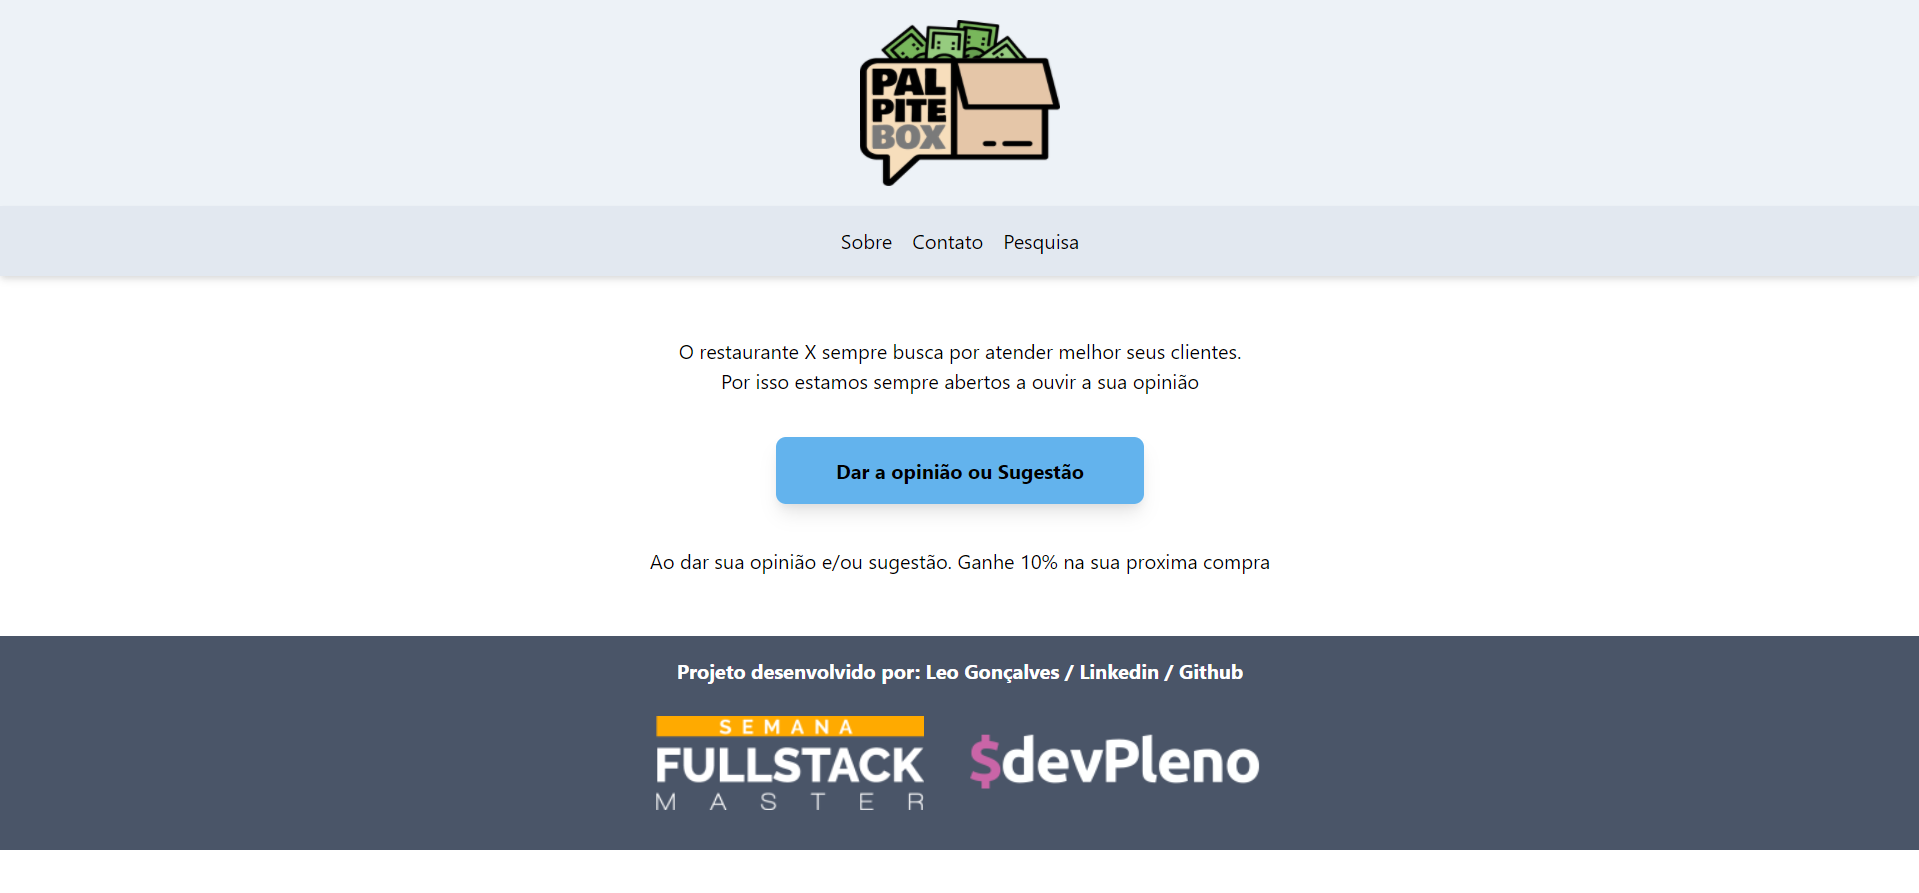 PAL
PITE
BOX
Sobre Contato Pesquisa
O restaurante X sempre busca por atender melhor seus clientes.
Por isso estamos sempre abertos a ouvir a sua opinião
Dar a opinião ou Sugestão
Ao dar sua opinião e/ou sugestão. Ganhe 10% na sua proxima compra
Projeto desenvolvido por: Leo Gonçalves / Linkedin / Github
SEMANA
FULLSTACK
MASTER
$devPleno